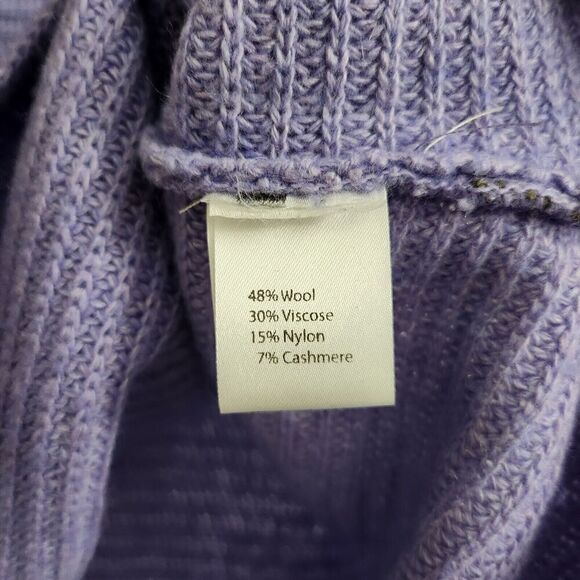 48% Wool
30% Viscose
15% Nylon
7% Cashmere